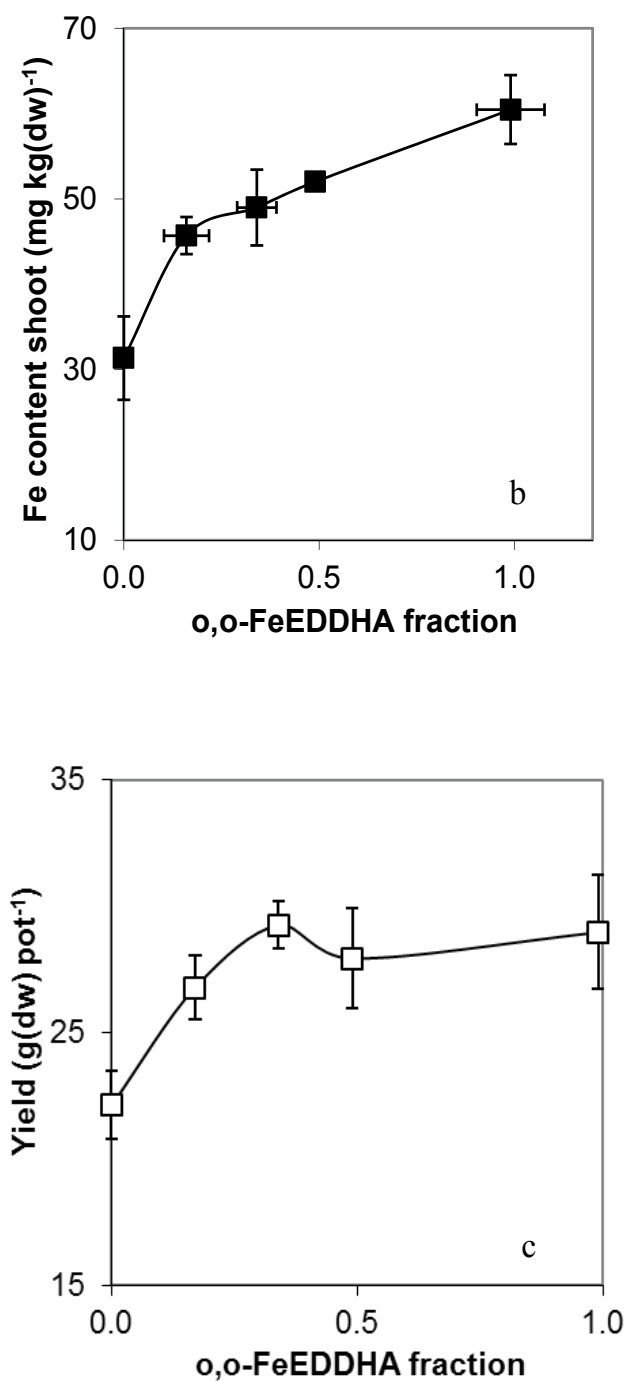 70
50
30
10
Fe content shoot (mg kg(dw)-1)
b
0.0 0.5 1.0
o,o-FeEDDHA fraction
35
25
15
Yield (g(dw) pot-1)
c
0.0 0.5 1.0
o,o-FeEDDHA fraction